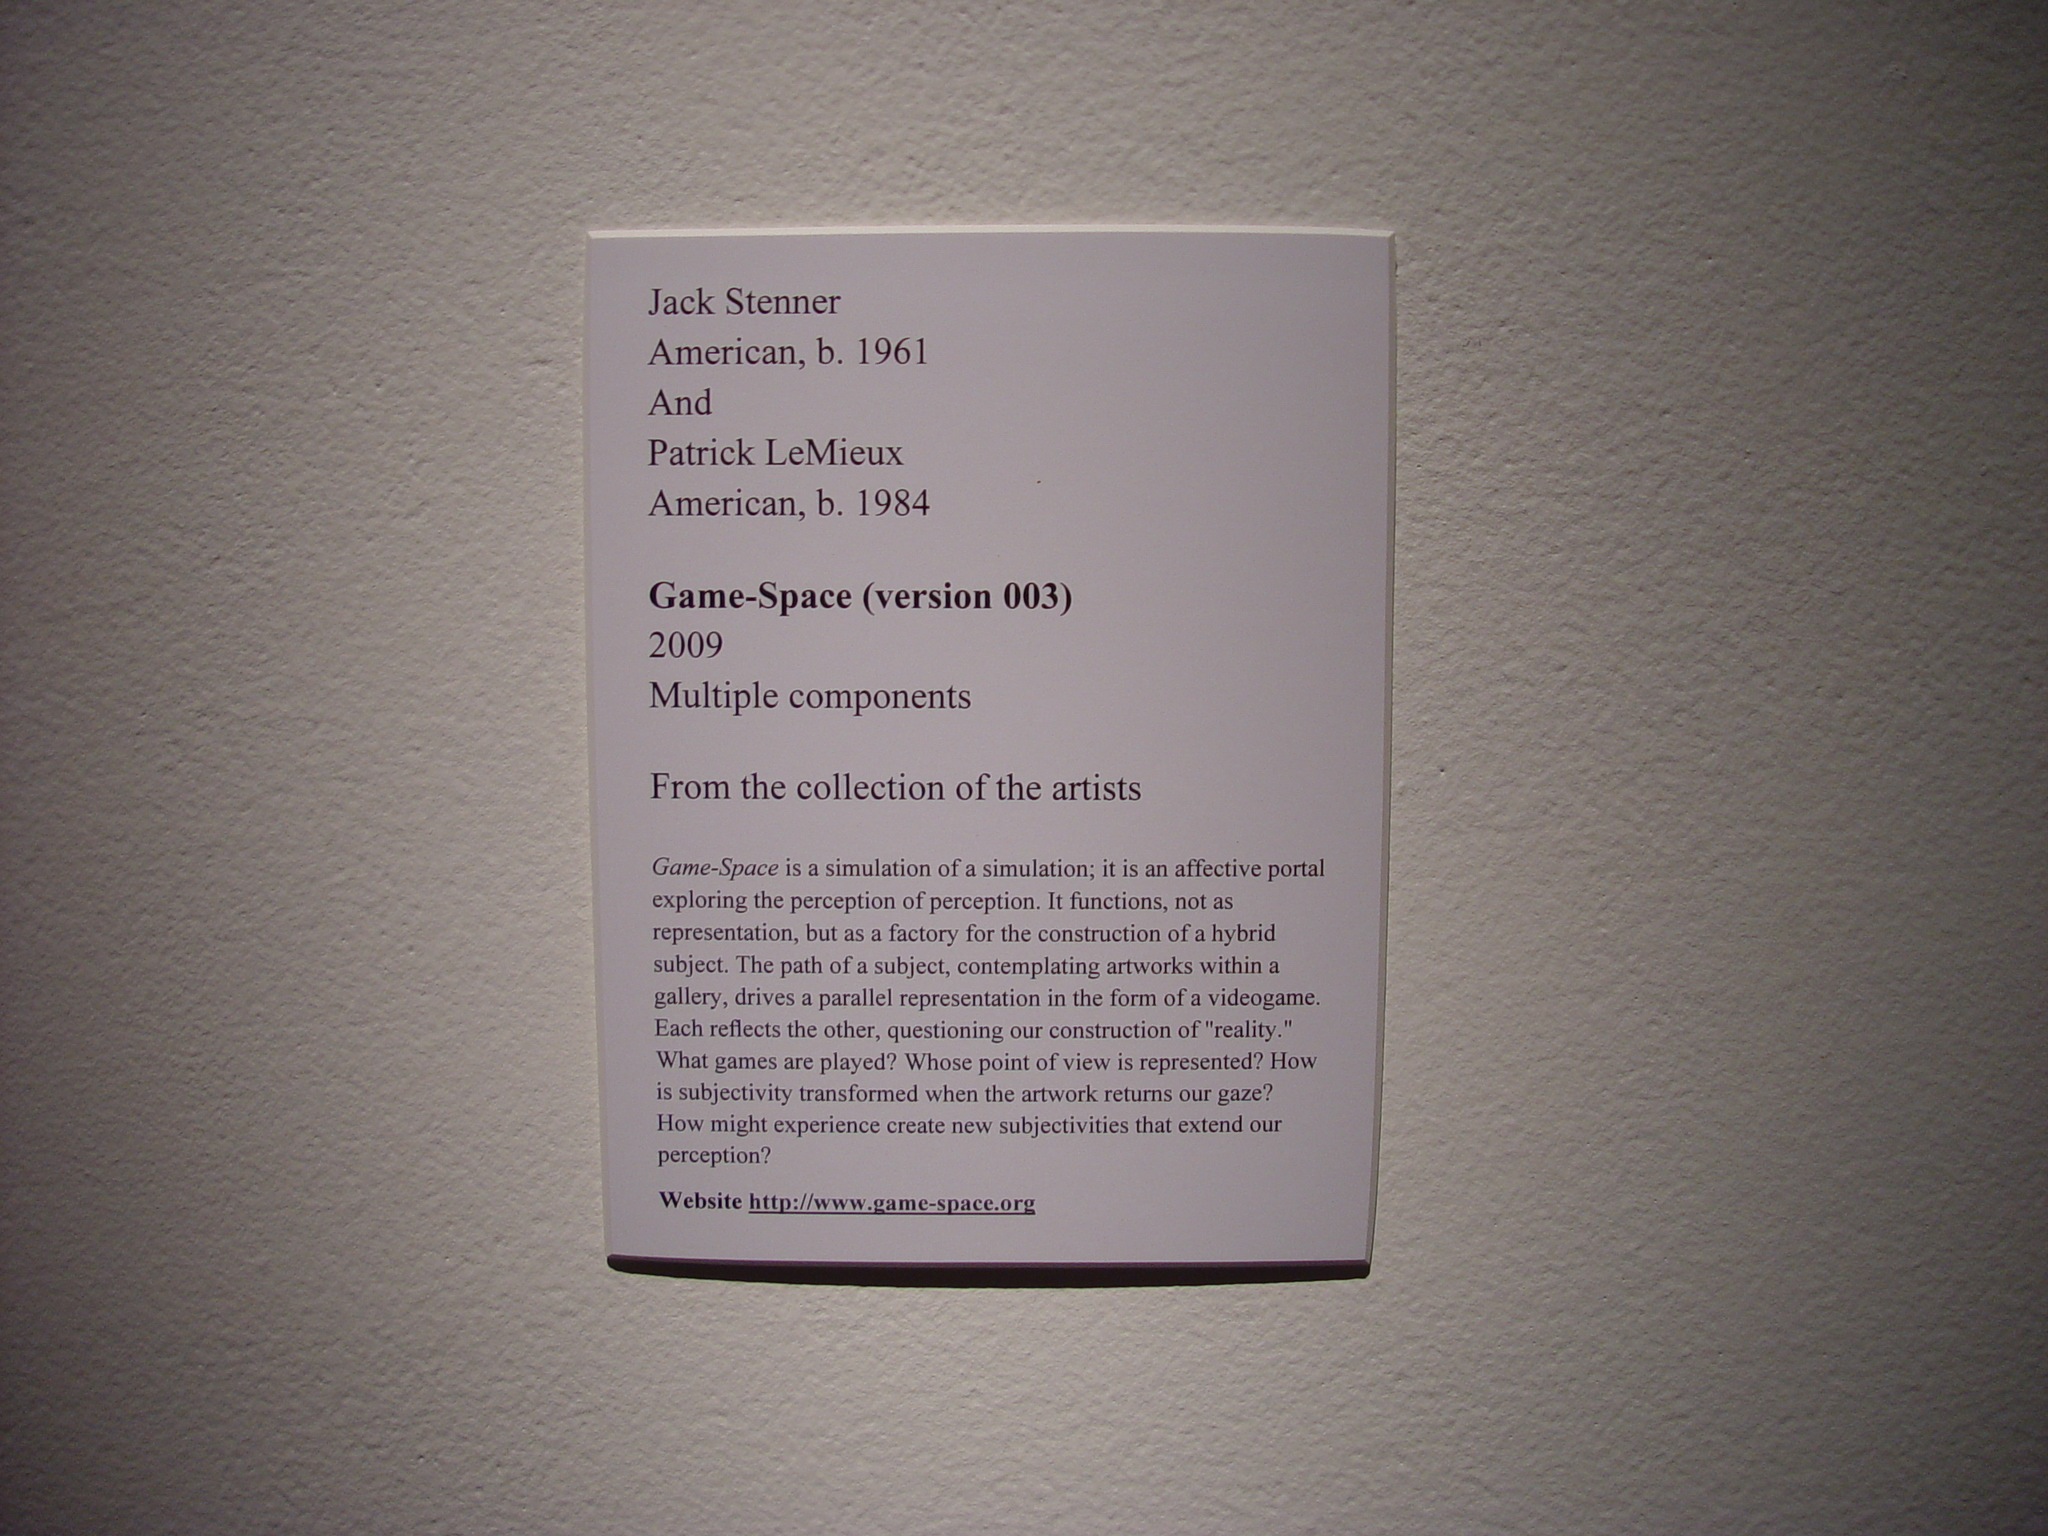 Jack Stenner
American, b. 1961
And
Patrick LeMieux
American, b. 1984
Game-Space (version 003)
2009
Multiple components
From the collection of the artists
Game-Space is a simulation of a simulation; it is an affective portal
exploring the perception of perception. It functions, not as
representation, but as a factory for the construction of a hybrid
subject. The path of a subject, contemplating artworks within a
gallery, drives a parallel representation in the form of a videogame.
Each reflects the other, questioning our construction of "reality."
What games are played? Whose point of view is represented? How
is subjectivity transformed when the artwork returns our gaze?
How might experience create new subjectivities that extend our
perception?
Website http://www.game-space.org